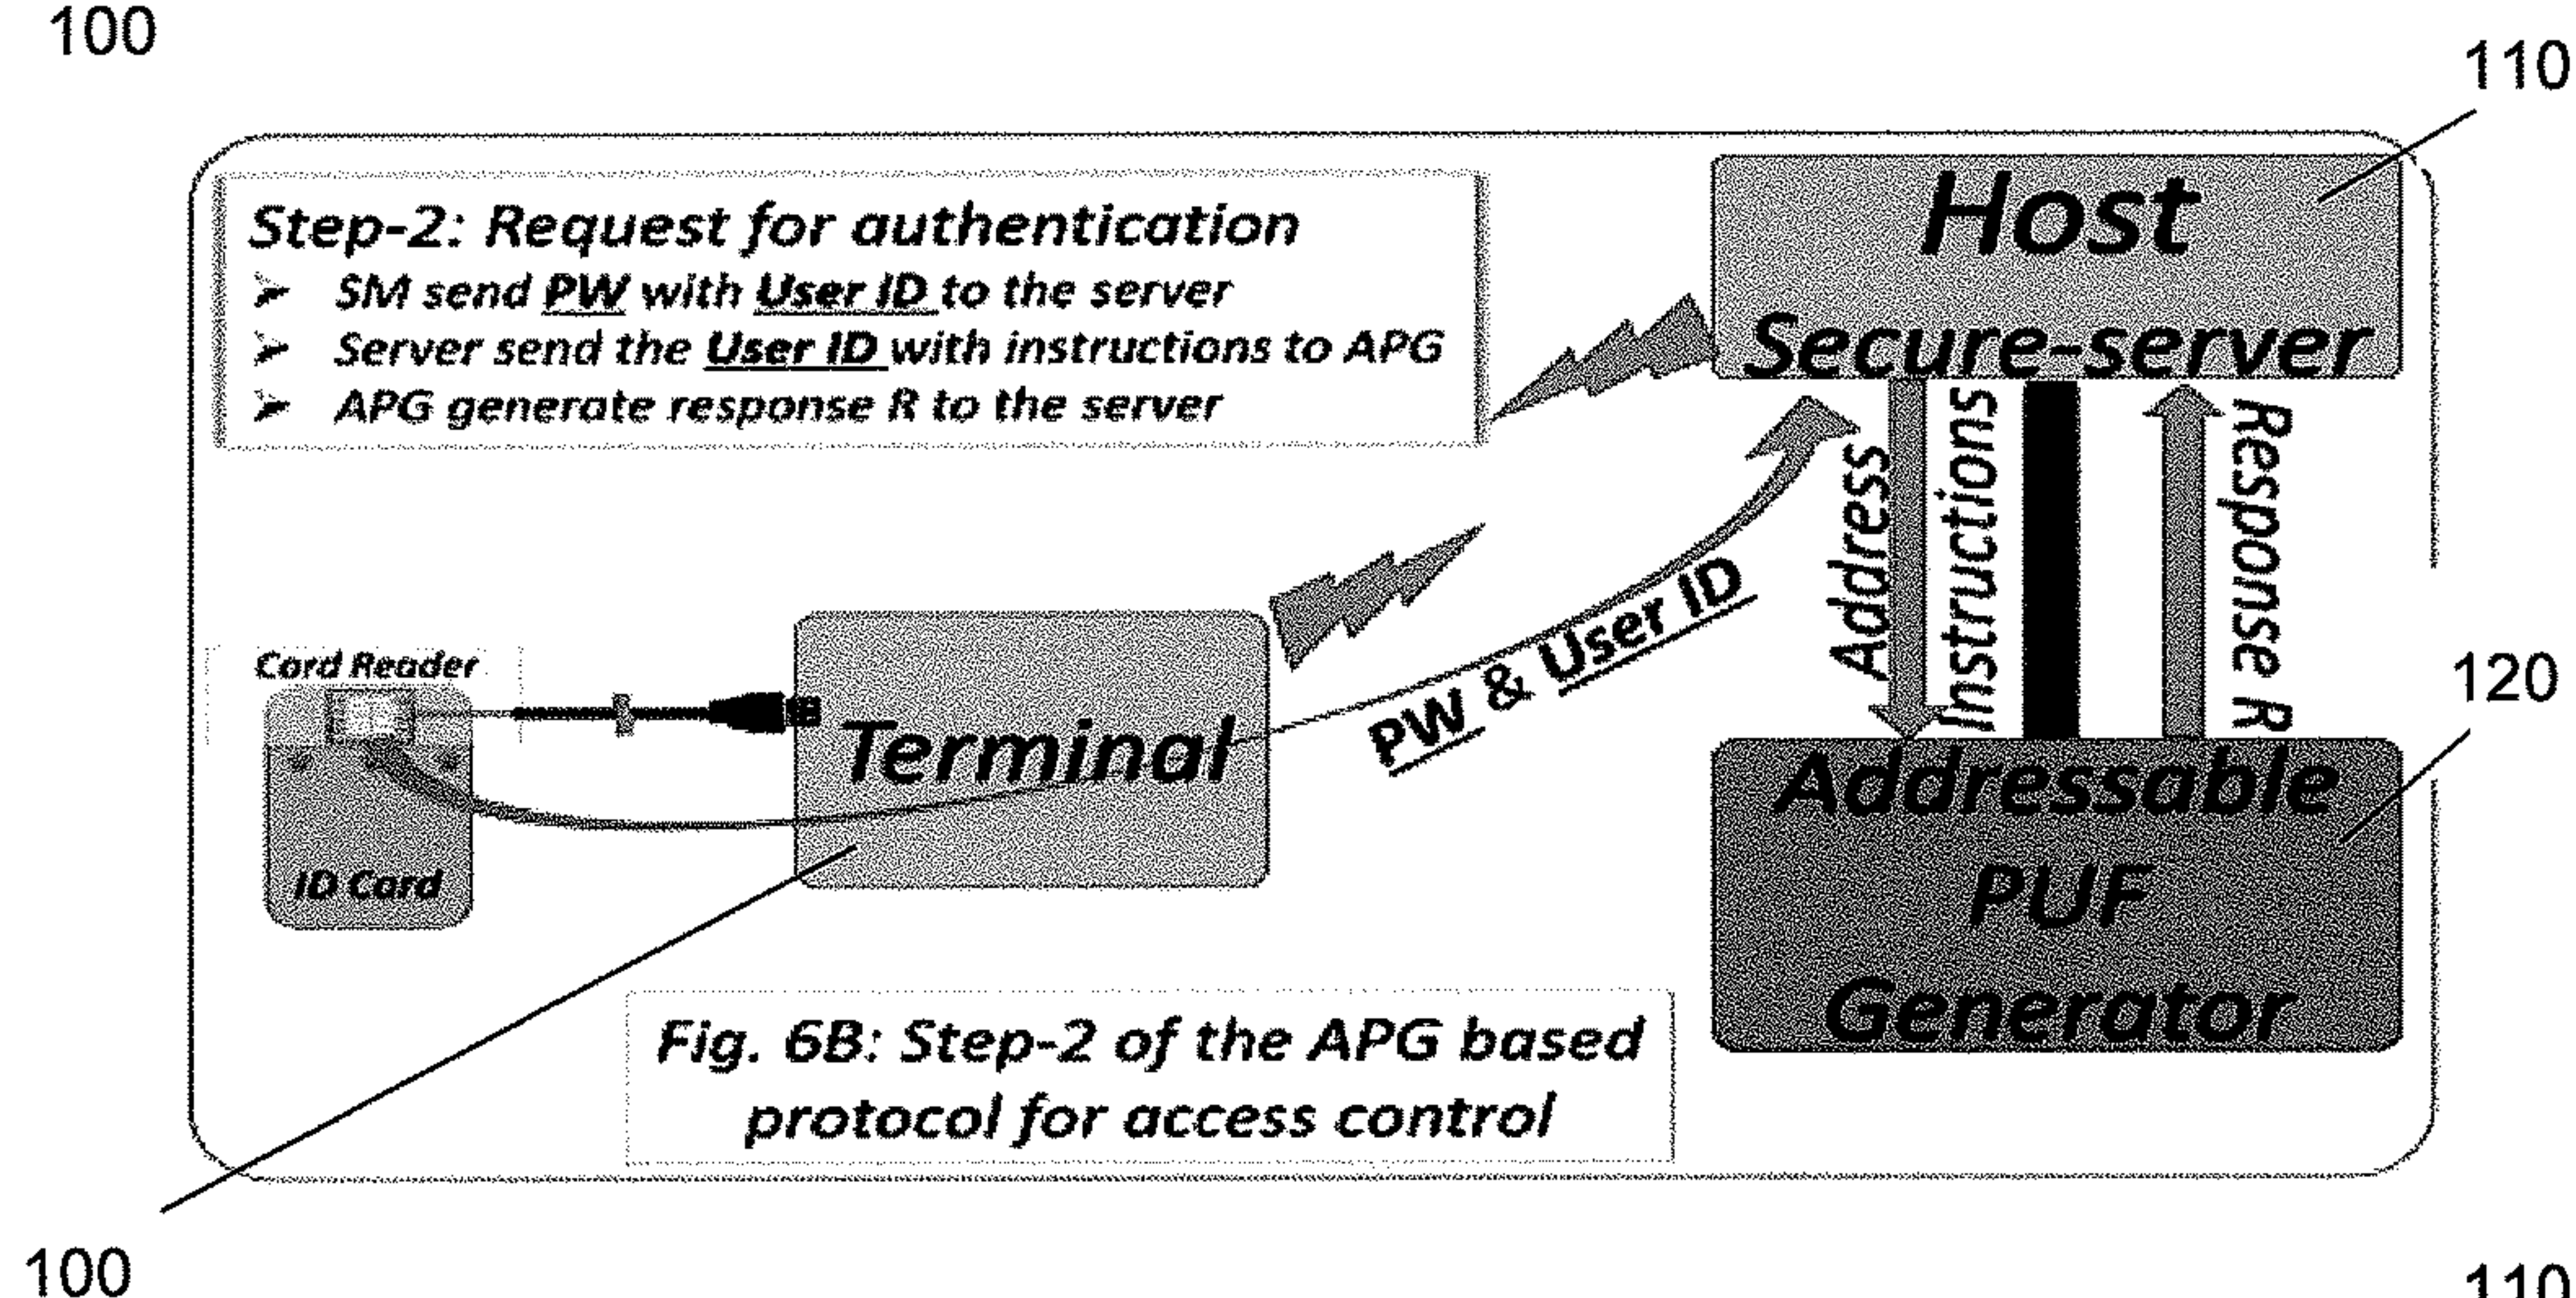 100
110
Step-2: Request for authentication
➤ SM send PW with User ID to the server
➤ Server send the User ID with instructions to APG
➤ APG generate response R to the server
Host
Secure-server
Address
Instructions
Response R
PW & User ID
Card Reader
ID Card
Terminal
120
Addressable
PUF
Generator
Fig. 6B: Step-2 of the APG based
protocol for access control
100
110